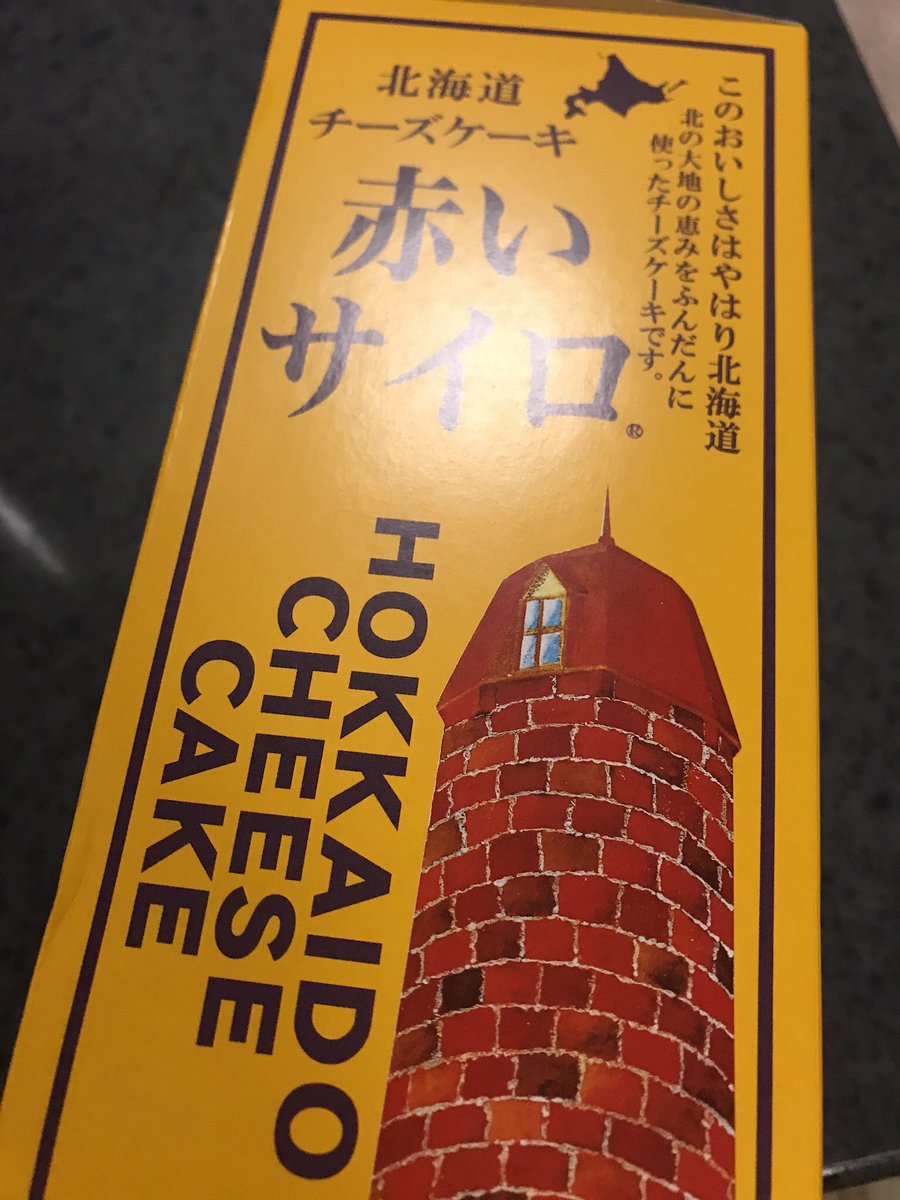 北海道
チーズケーキ
赤い
サイロ®
このおいしさはやはり北海道
北の大地の恵みをふんだんに
使ったチーズケーキです。
HOKKAIDO
CHEESE
CAKE